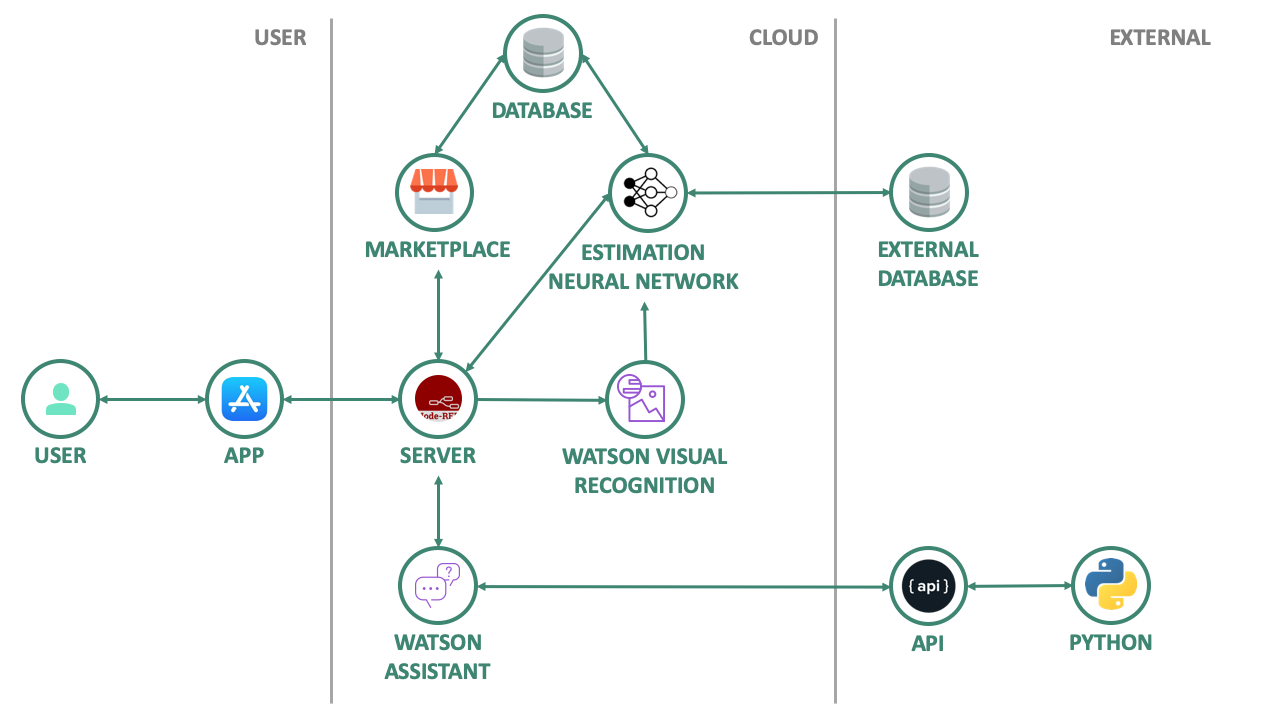 USER
CLOUD
EXTERNAL
DATABASE
MARKETPLACE
ESTIMATION
NEURAL NETWORK
EXTERNAL
DATABASE
USER
APP
SERVER
WATSON VISUAL
RECOGNITION
{ api }
WATSON
ASSISTANT
API
PYTHON